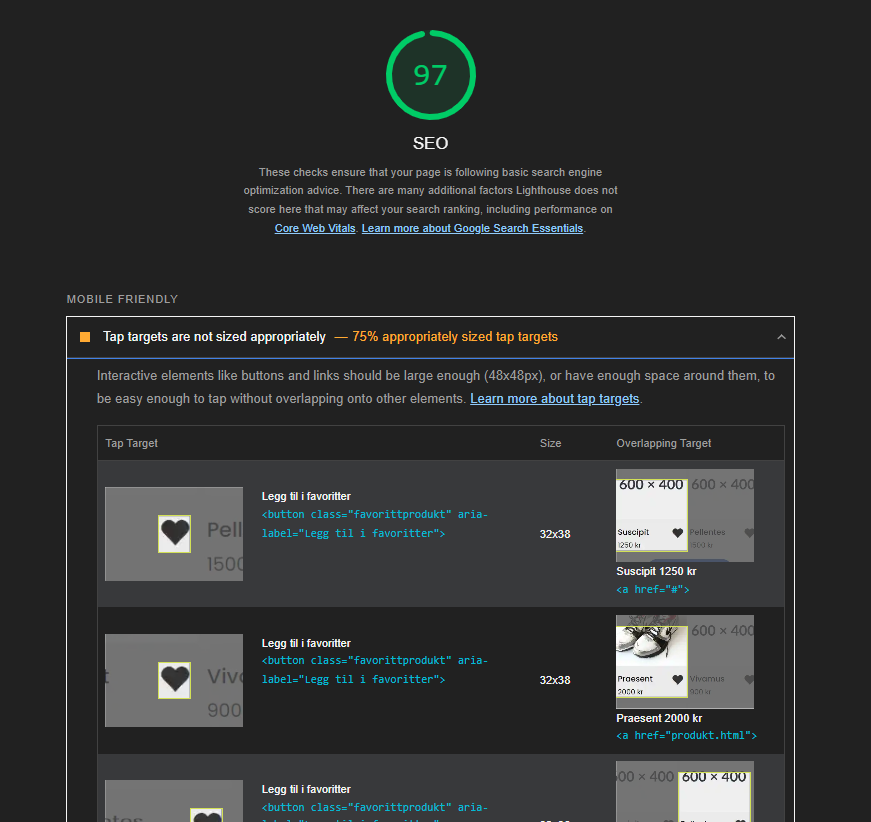 97
SEO
These checks ensure that your page is following basic search engine
optimization advice. There are many additional factors Lighthouse does not
score here that may affect your search ranking, including performance on
Core Web Vitals. Learn more about Google Search Essentials.
MOBILE FRIENDLY
Tap targets are not sized appropriately — 75% appropriately sized tap targets
Interactive elements like buttons and links should be large enough (48x48px), or have enough space around them, to
be easy enough to tap without overlapping onto other elements. Learn more about tap targets.
Tap Target Size Overlapping Target
Pell
1500
Legg til i favoritter
<button class="favorittprodukt" aria-
label="Legg til i favoritter">
32x38
600 × 400 600 × 400
Suscipit Pellentes
1250 kr 1500 kr
Suscipit 1250 kr
<a href="#">
t Vivo
900
Legg til i favoritter
<button class="favorittprodukt" aria-
label="Legg til i favoritter">
32x38
600 × 400
Praesent Vivamus
2000 kr 900 kr
Praesent 2000 kr
<a href="produkt.html">
Legg til i favoritter
<button class="favorittprodukt" aria-
00 × 400 600 × 400